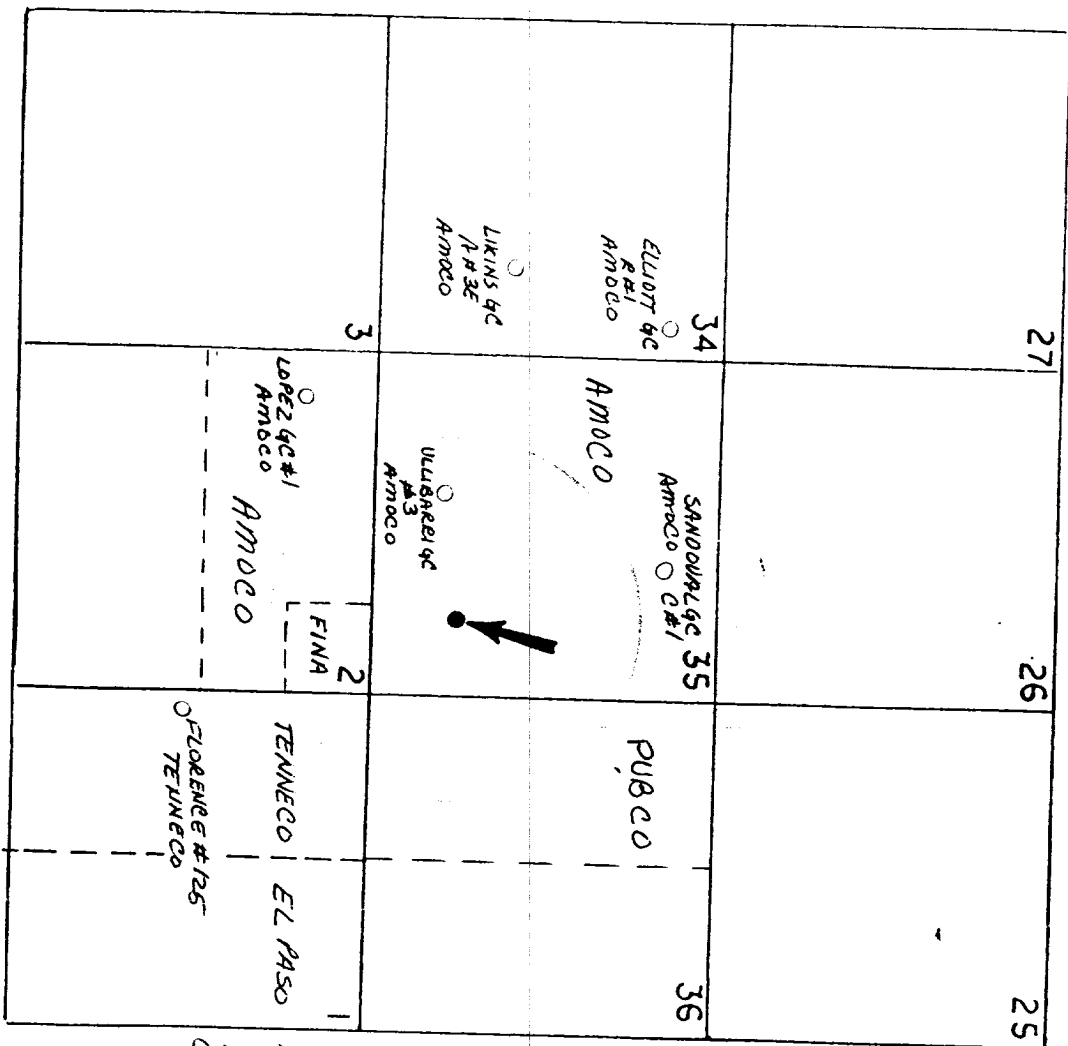 27
26
25
34
35
36
SANDOVAL GC
AMOCO C#1
ELLIOTT GC
R#1
AMOCO
AMOCO
PUBCO
LIKINS GC
A#3E
AMOCO
ULLIBARRI GC
#3
AMOCO
3
2
1
FINA
LOPEZ GC #1
AMOCO
AMOCO
TENNECO
EL PASO
FLORENCE #125
TENNECO